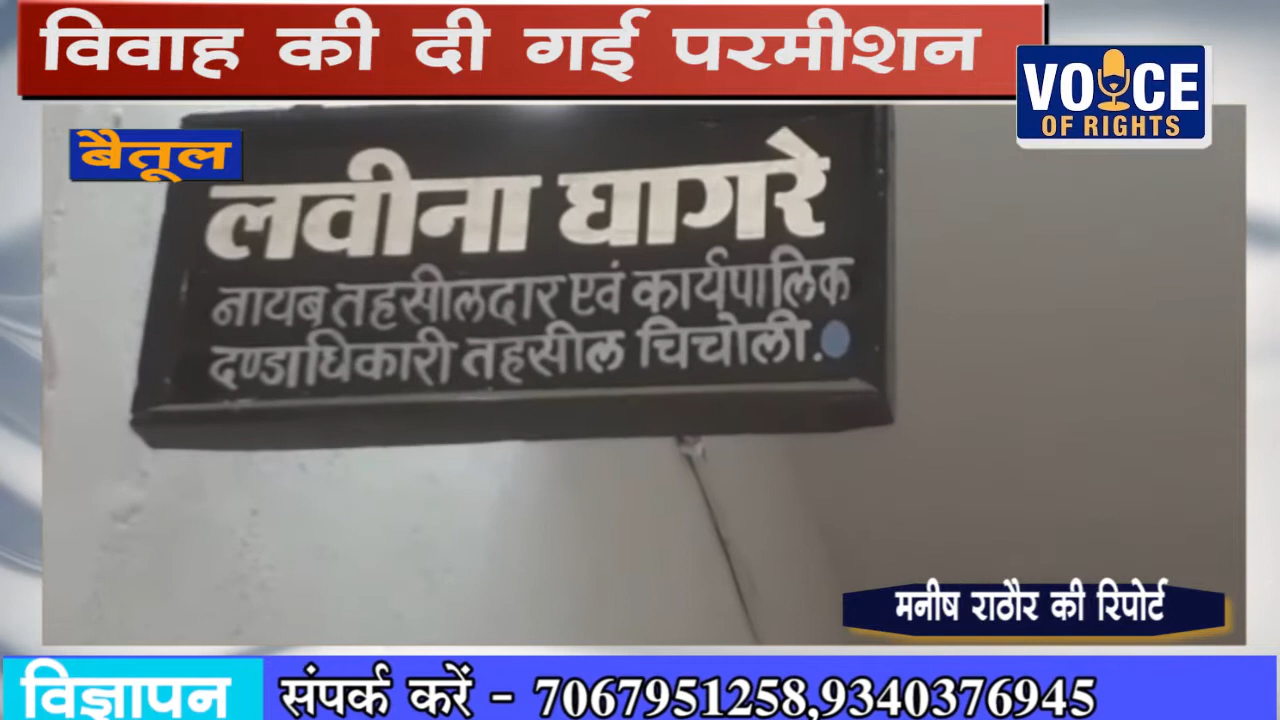 विवाह की दी गई परमीशन
VOICE
OF RIGHTS
बैतूल
लवीना घागरे
नायब तहसीलदार एवं कार्यपालिक
दण्डाधिकारी तहसील चिचोली.
मनीष राठौर की रिपोर्ट
विज्ञापन
संपर्क करें - 7067951258,9340376945